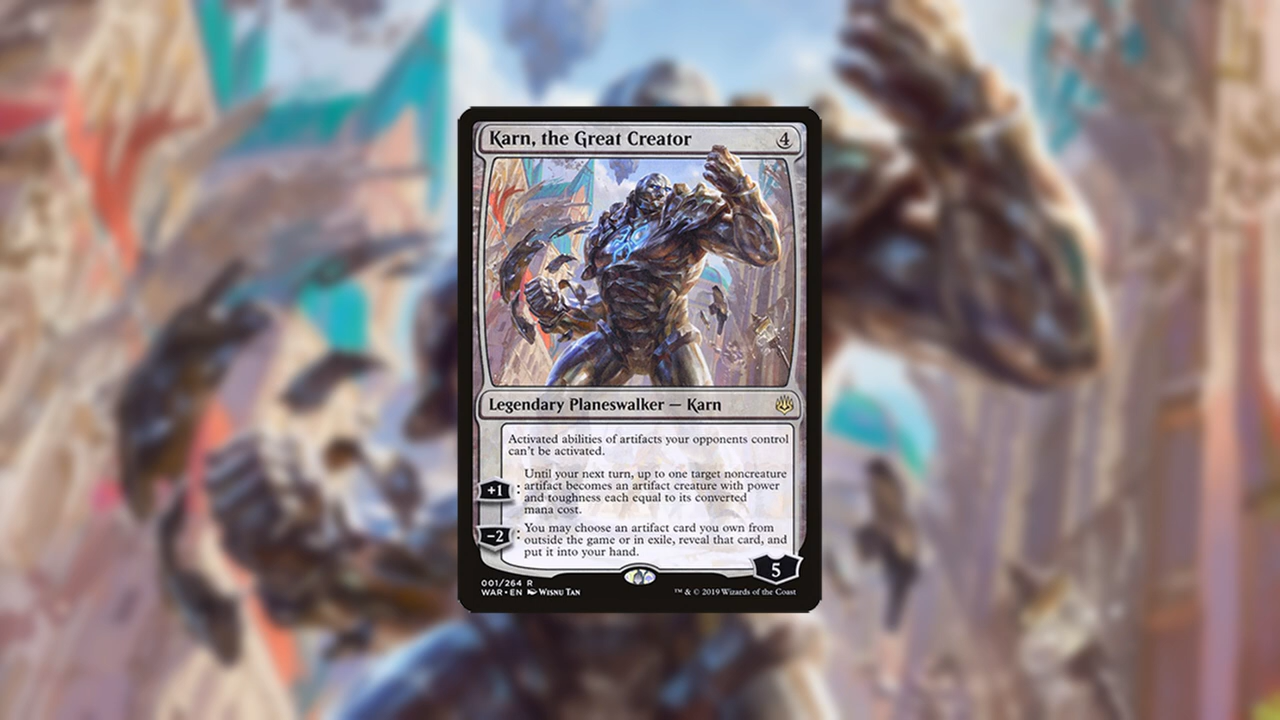 Karn, the Great Creator 4
Legendary Planeswalker — Karn
Activated abilities of artifacts your opponents control
can't be activated.
+1 : Until your next turn, up to one target noncreature
artifact becomes an artifact creature with power
and toughness each equal to its converted
mana cost.
−2 : You may choose an artifact card you own from
outside the game or in exile, reveal that card, and
put it into your hand.
5
001/264 R
WAR • EN Wisnu Tan
™ & © 2019 Wizards of the Coast